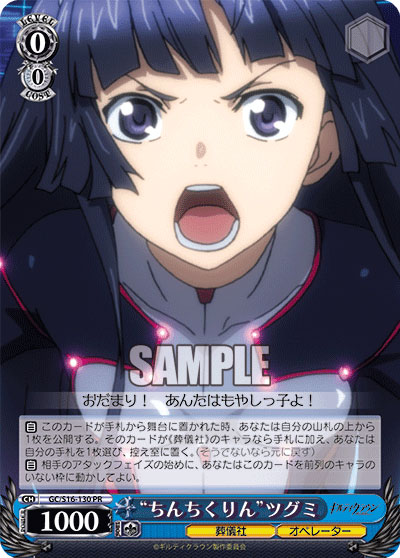 LEVEL
0
0
COST
SAMPLE
おだまり！　あんたはもやしっ子よ！
自 このカードが手札から舞台に置かれた時、あなたは自分の山札の上から
1枚を公開する。そのカードが《葬儀社》のキャラなら手札に加え、あなたは
自分の手札を1枚選び、控え室に置く。（そうでないなら元に戻す）
自 相手のアタックフェイズの始めに、あなたはこのカードを前列のキャラの
いない枠に動かしてよい。
CH
GC/S16-130 PR
1000
“ちんちくりん”ツグミ
ギルティクラウン
葬儀社
オペレーター
©ギルティクラウン製作委員会